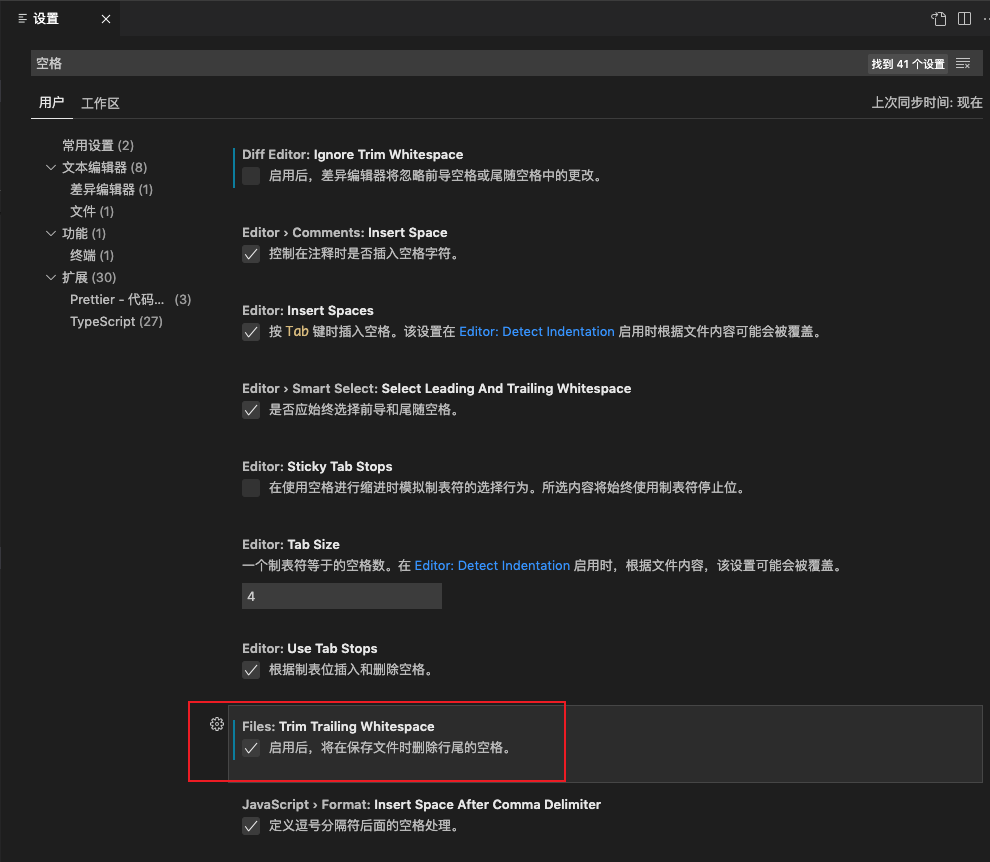 设置
空格
找到 41 个设置
用户 工作区
上次同步时间: 现在
常用设置 (2)
文本编辑器 (8)
差异编辑器 (1)
文件 (1)
功能 (1)
终端 (1)
扩展 (30)
Prettier - 代码... (3)
TypeScript (27)
Diff Editor: Ignore Trim Whitespace
启用后，差异编辑器将忽略前导空格或尾随空格中的更改。
Editor › Comments: Insert Space
控制在注释时是否插入空格字符。
Editor: Insert Spaces
按 Tab 键时插入空格。该设置在 Editor: Detect Indentation 启用时根据文件内容可能会被覆盖。
Editor › Smart Select: Select Leading And Trailing Whitespace
是否应始终选择前导和尾随空格。
Editor: Sticky Tab Stops
在使用空格进行缩进时模拟制表符的选择行为。所选内容将始终使用制表符停止位。
Editor: Tab Size
一个制表符等于的空格数。在 Editor: Detect Indentation 启用时，根据文件内容，该设置可能会被覆盖。
4
Editor: Use Tab Stops
根据制表位插入和删除空格。
Files: Trim Trailing Whitespace
启用后，将在保存文件时删除行尾的空格。
JavaScript › Format: Insert Space After Comma Delimiter
定义逗号分隔符后面的空格处理。